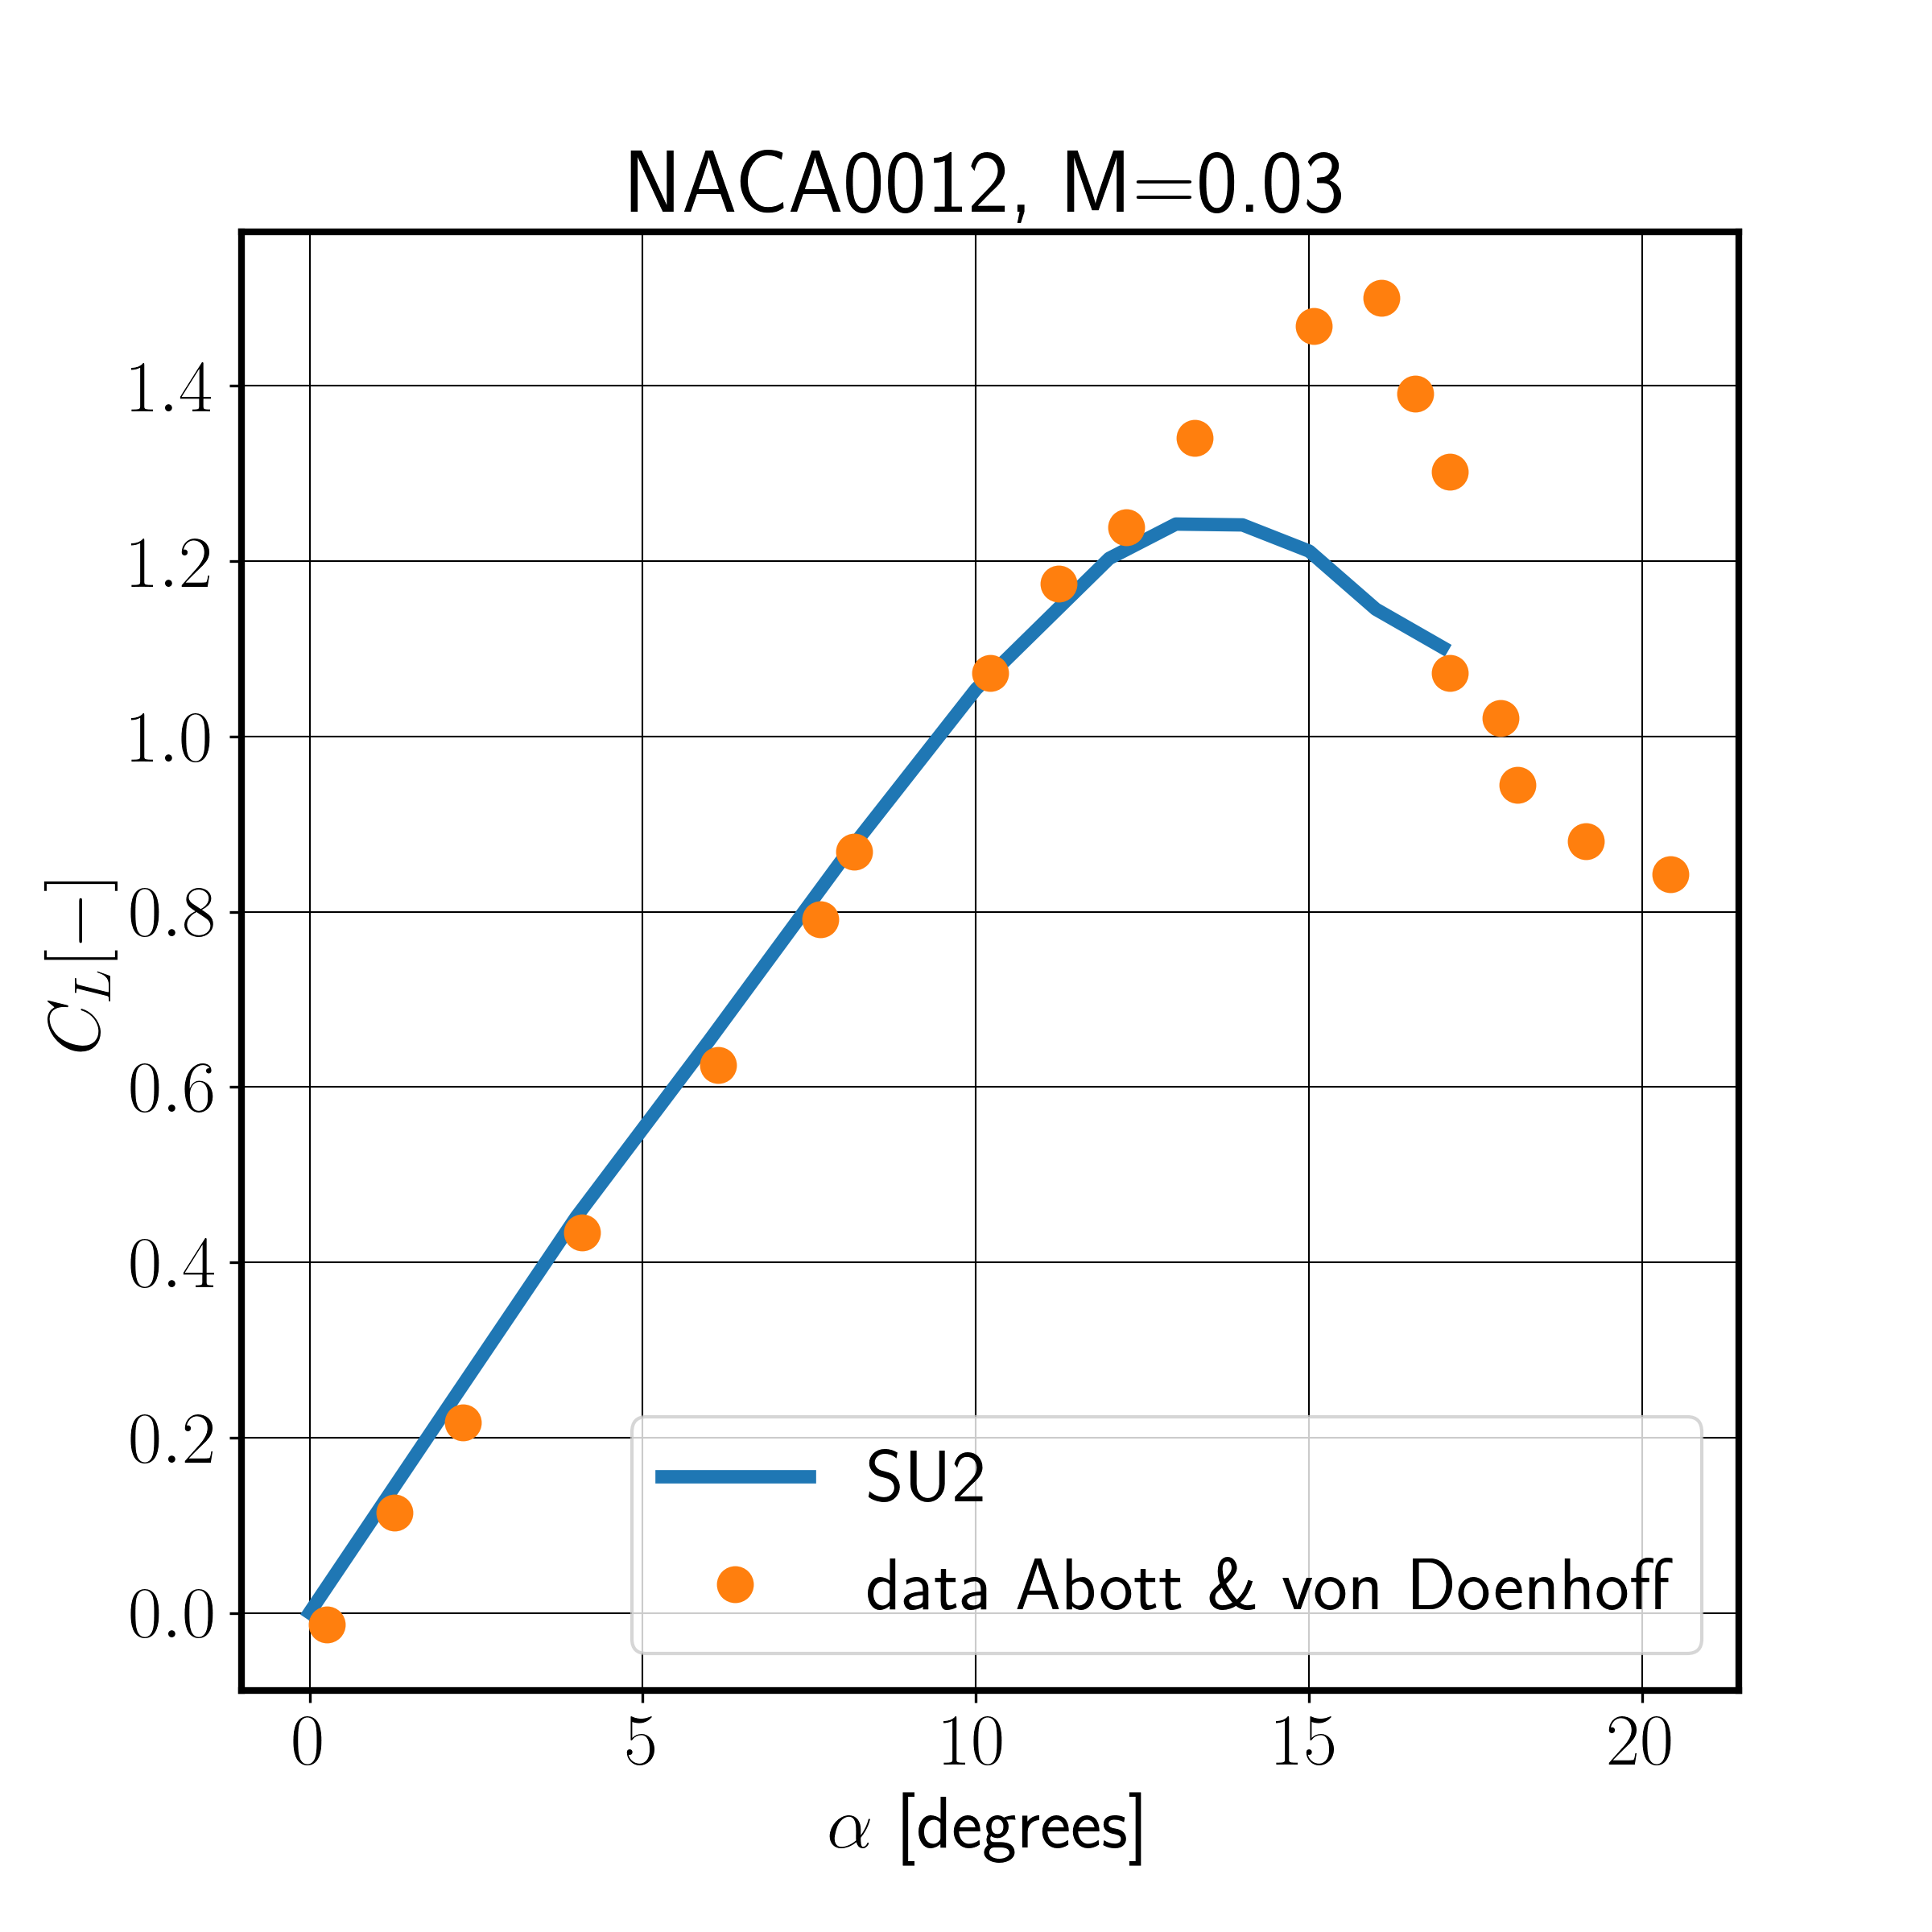 NACA0012, M=0.03
1.4
1.2
1.0
0.8
0.6
0.4
0.2
0.0
C_L[−]
SU2
data Abott & von Doenhoff
0 5 10 15 20
α [degrees]